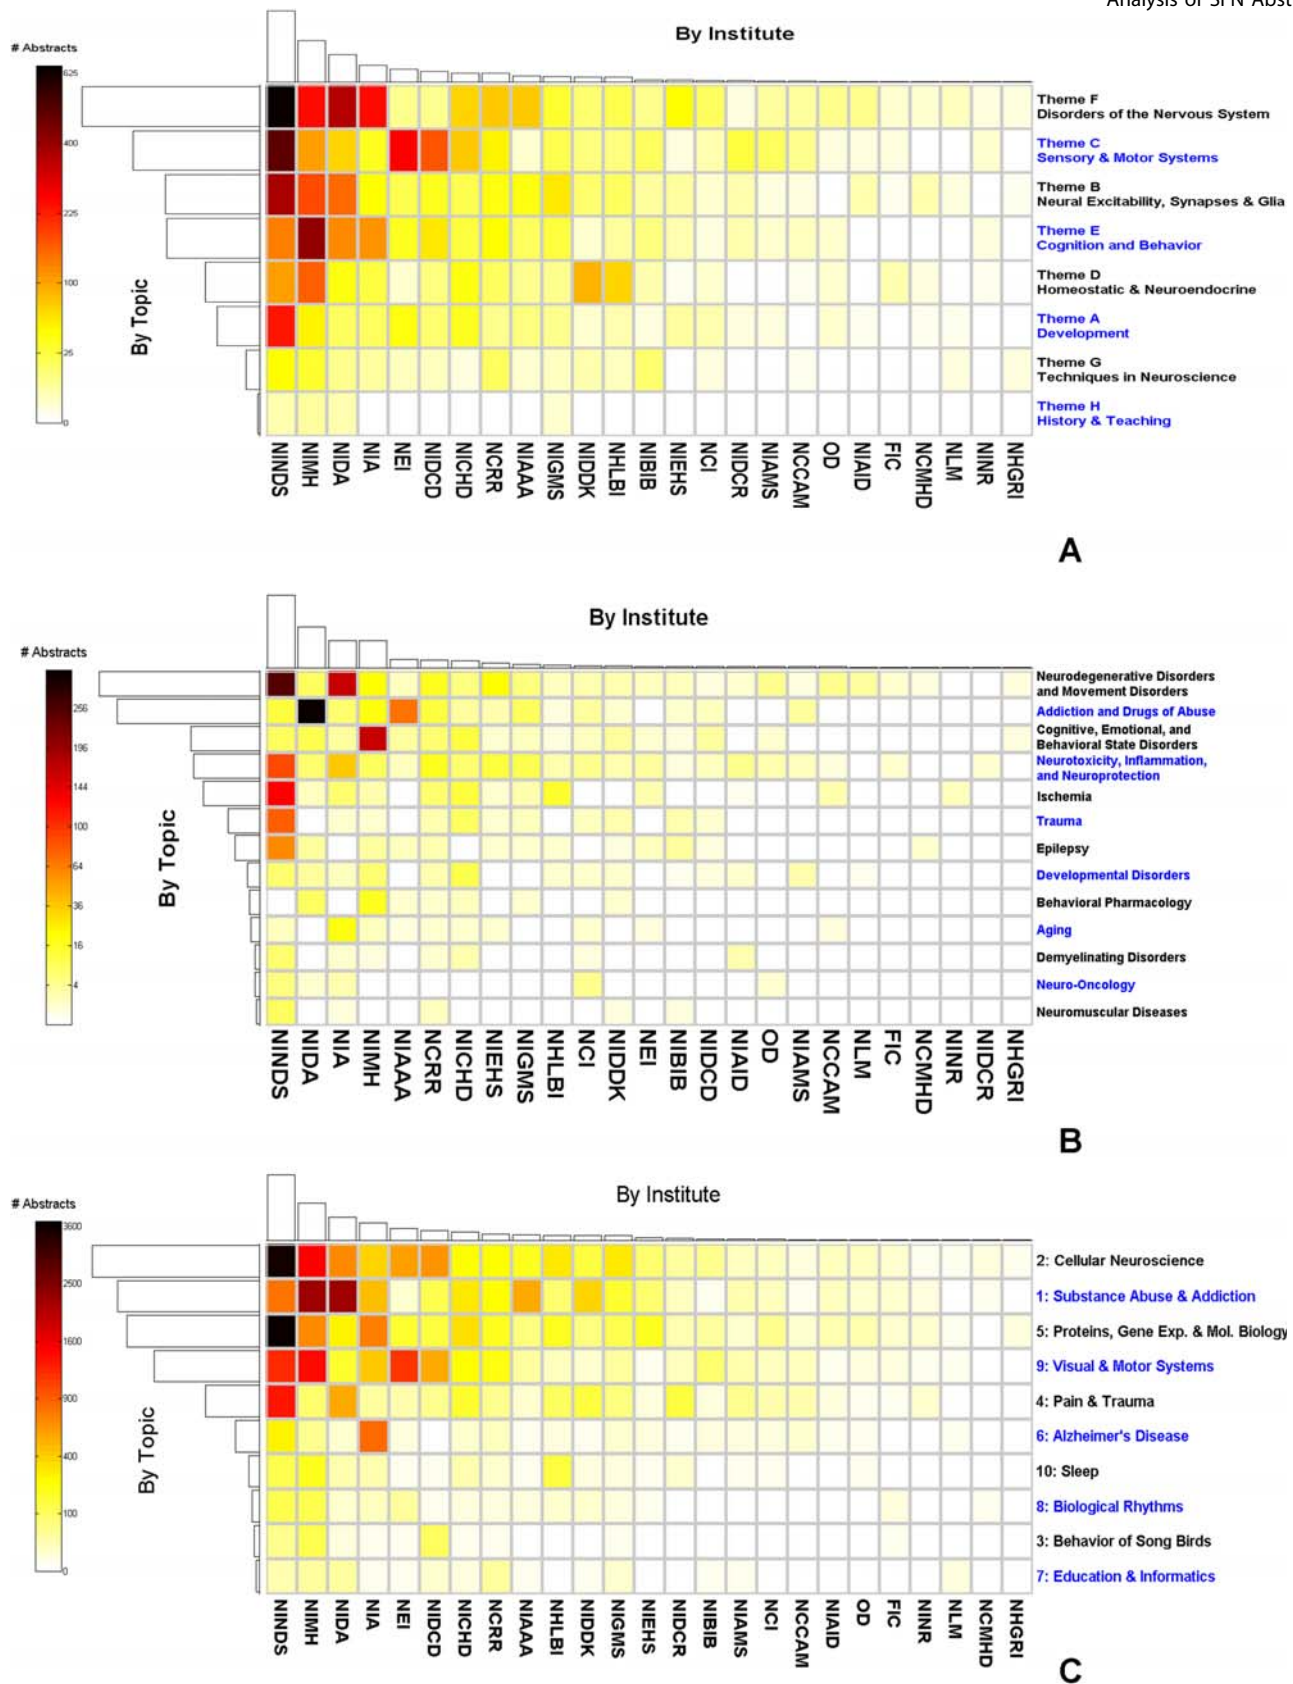 Analysis of SFN Abst
By Institute
# Abstracts
625
400
225
100
25
0
By Topic
Theme F
Disorders of the Nervous System
Theme C
Sensory & Motor Systems
Theme B
Neural Excitability, Synapses & Glia
Theme E
Cognition and Behavior
Theme D
Homeostatic & Neuroendocrine
Theme A
Development
Theme G
Techniques in Neuroscience
Theme H
History & Teaching
NINDS NIMH NIDA NIA NEI NIDCD NICHD NCRR NIAAA NIGMS NIDDK NHLBI NIBIB NIEHS NCI NIDCR NIAMS NCCAM OD NIAID FIC NCMHD NLM NINR NHGRI
A
By Institute
# Abstracts
256
196
144
100
64
36
16
4
By Topic
Neurodegenerative Disorders
and Movement Disorders
Addiction and Drugs of Abuse
Cognitive, Emotional, and
Behavioral State Disorders
Neurotoxicity, Inflammation,
and Neuroprotection
Ischemia
Trauma
Epilepsy
Developmental Disorders
Behavioral Pharmacology
Aging
Demyelinating Disorders
Neuro-Oncology
Neuromuscular Diseases
NINDS NIDA NIA NIMH NIAAA NCRR NICHD NIEHS NIGMS NHLBI NCI NIDDK NEI NIBIB NIDCD NIAID OD NIAMS NCCAM NLM FIC NCMHD NINR NIDCR NHGRI
B
By Institute
# Abstracts
3600
2500
1600
900
400
100
0
By Topic
2: Cellular Neuroscience
1: Substance Abuse & Addiction
5: Proteins, Gene Exp. & Mol. Biology
9: Visual & Motor Systems
4: Pain & Trauma
6: Alzheimer's Disease
10: Sleep
8: Biological Rhythms
3: Behavior of Song Birds
7: Education & Informatics
NINDS NIMH NIDA NIA NEI NIDCD NICHD NCRR NIAAA NHLBI NIDDK NIGMS NIEHS NIDCR NIBIB NIAMS NCI NCCAM NIAID OD FIC NINR NLM NCMHD NHGRI
C